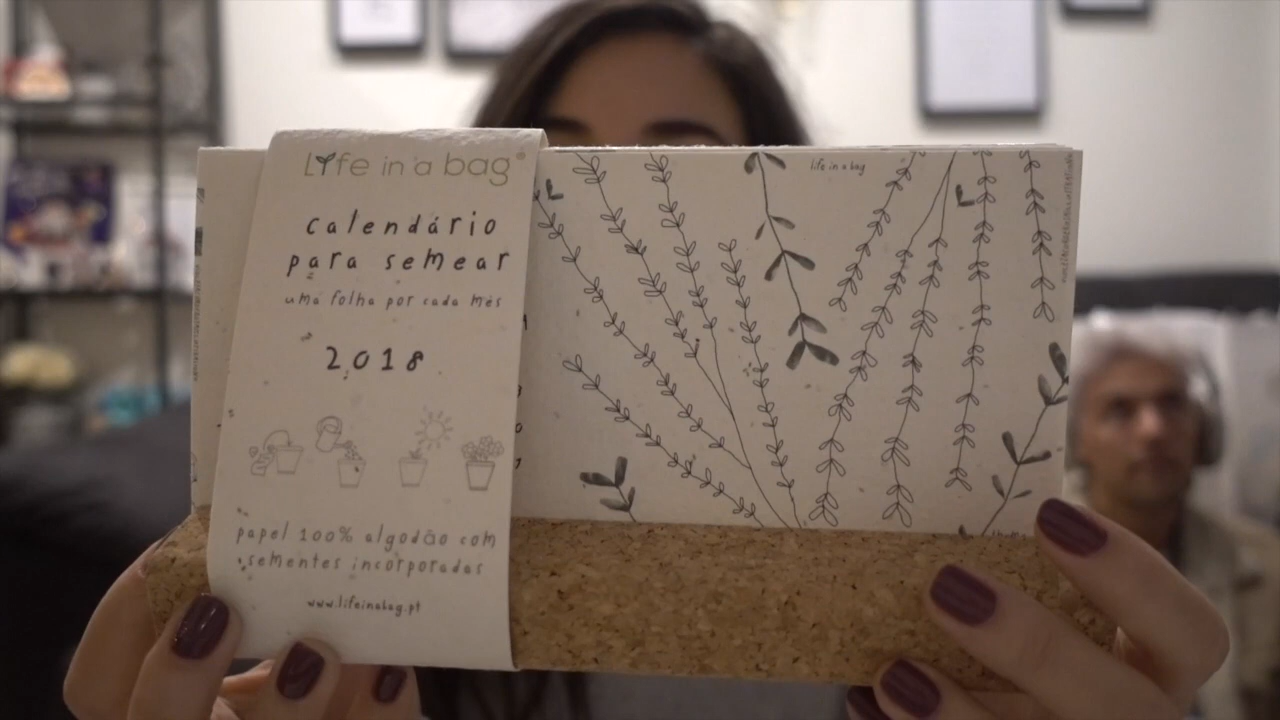 Life in a bag®
calendário
para semear
uma folha por cada mês
2018
papel 100% algodão com
sementes incorporadas
www.lifeinabag.pt
life in a bag